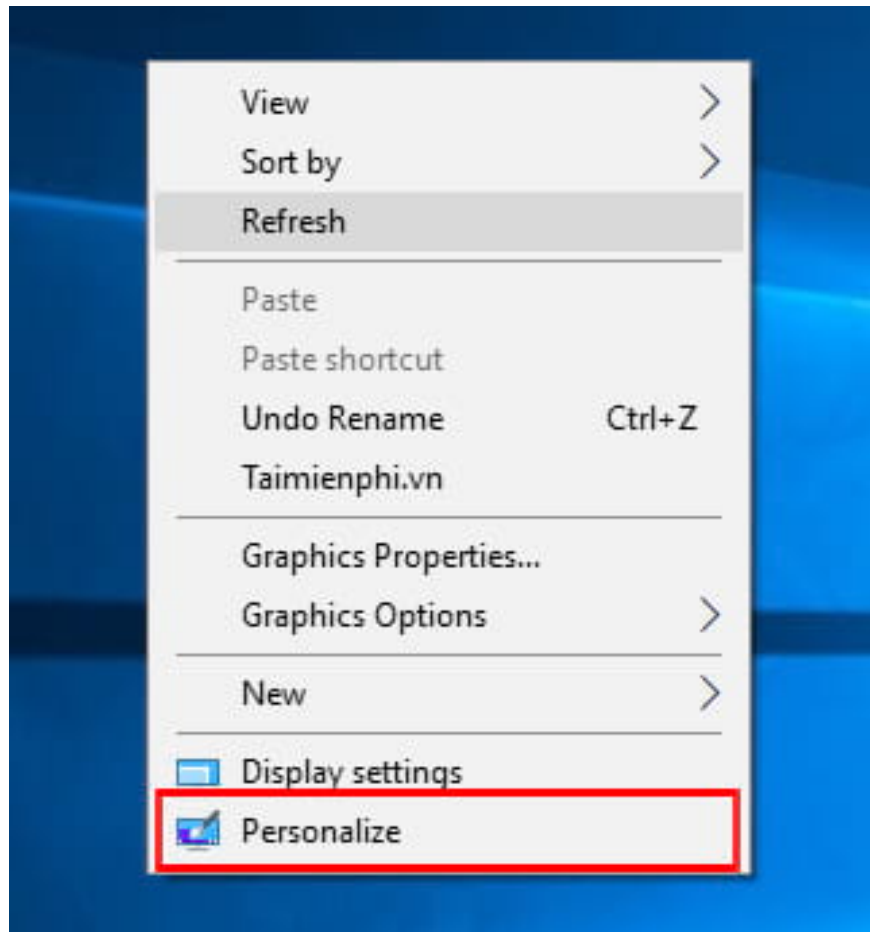 View
Sort by
Refresh
Paste
Paste shortcut
Undo Rename Ctrl+Z
Taimienphi.vn
Graphics Properties...
Graphics Options
New
Display settings
Personalize